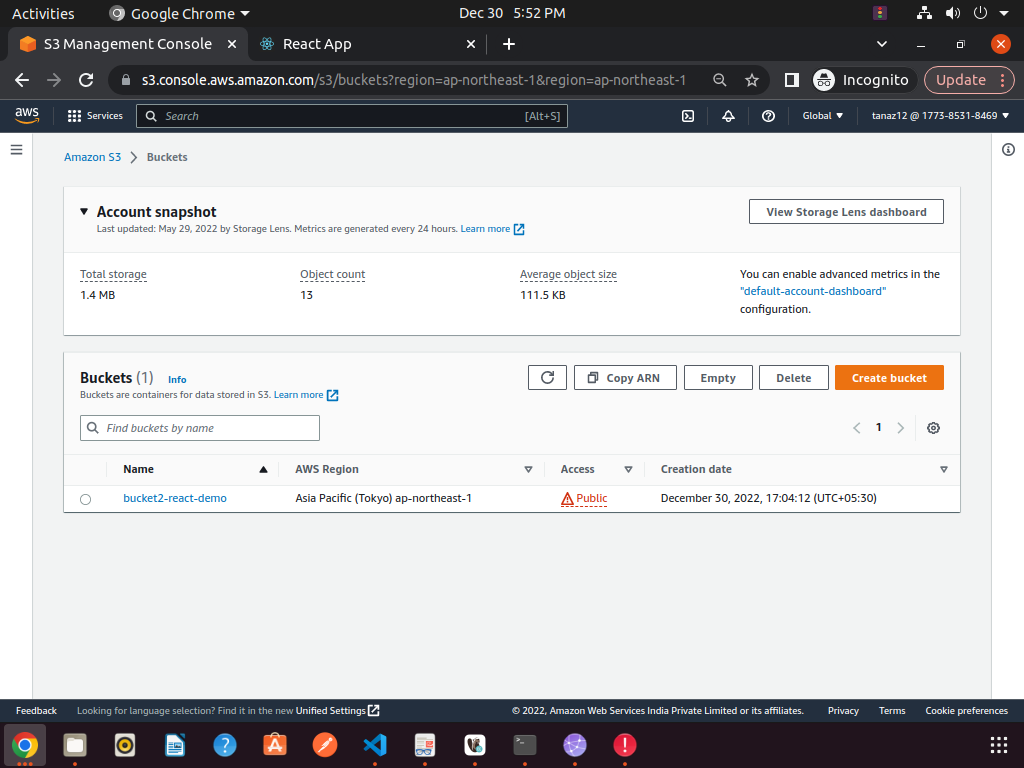 Activities
Google Chrome
Dec 30 5:52 PM
S3 Management Console
React App
s3.console.aws.amazon.com/s3/buckets?region=ap-northeast-1&region=ap-northeast-1
Incognito
Update
aws
Services
Search
[Alt+S]
Global
tanaz12 @ 1773-8531-8469
Amazon S3
Buckets
Account snapshot
View Storage Lens dashboard
Last updated: May 29, 2022 by Storage Lens. Metrics are generated every 24 hours. Learn more
Total storage
1.4 MB
Object count
13
Average object size
111.5 KB
You can enable advanced metrics in the
"default-account-dashboard"
configuration.
Buckets (1)
Info
Buckets are containers for data stored in S3. Learn more
Copy ARN
Empty
Delete
Create bucket
Find buckets by name
1
Name
AWS Region
Access
Creation date
bucket2-react-demo
Asia Pacific (Tokyo) ap-northeast-1
Public
December 30, 2022, 17:04:12 (UTC+05:30)
Feedback
Looking for language selection? Find it in the new Unified Settings
© 2022, Amazon Web Services India Private Limited or its affiliates.
Privacy
Terms
Cookie preferences